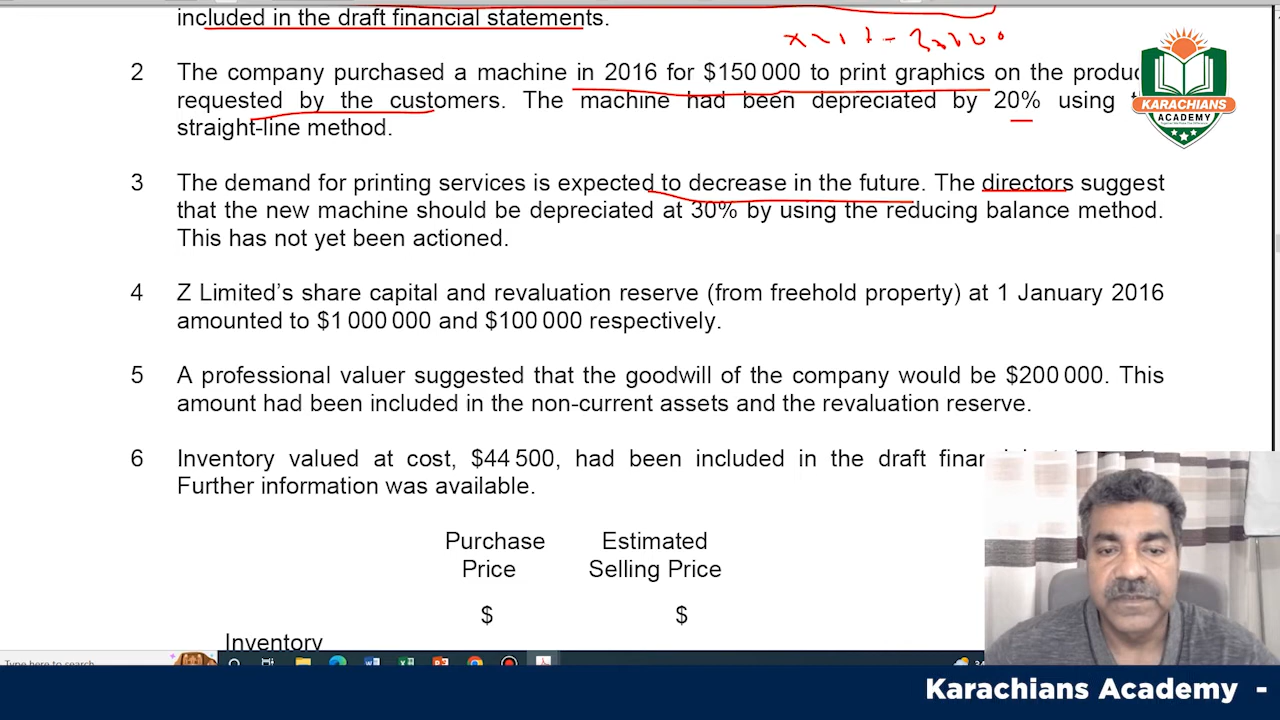 included in the draft financial statements.
2 The company purchased a machine in 2016 for $150 000 to print graphics on the produc
requested by the customers. The machine had been depreciated by 20% using t
straight-line method.
3 The demand for printing services is expected to decrease in the future. The directors suggest
that the new machine should be depreciated at 30% by using the reducing balance method.
This has not yet been actioned.
4 Z Limited's share capital and revaluation reserve (from freehold property) at 1 January 2016
amounted to $1 000 000 and $100 000 respectively.
5 A professional valuer suggested that the goodwill of the company would be $200 000. This
amount had been included in the non-current assets and the revaluation reserve.
6 Inventory valued at cost, $44 500, had been included in the draft
Further information was available.
Purchase Estimated
Price Selling Price
$ $
Inventory
Type here to search
KARACHIANS
ACADEMY
Karachians Academy -